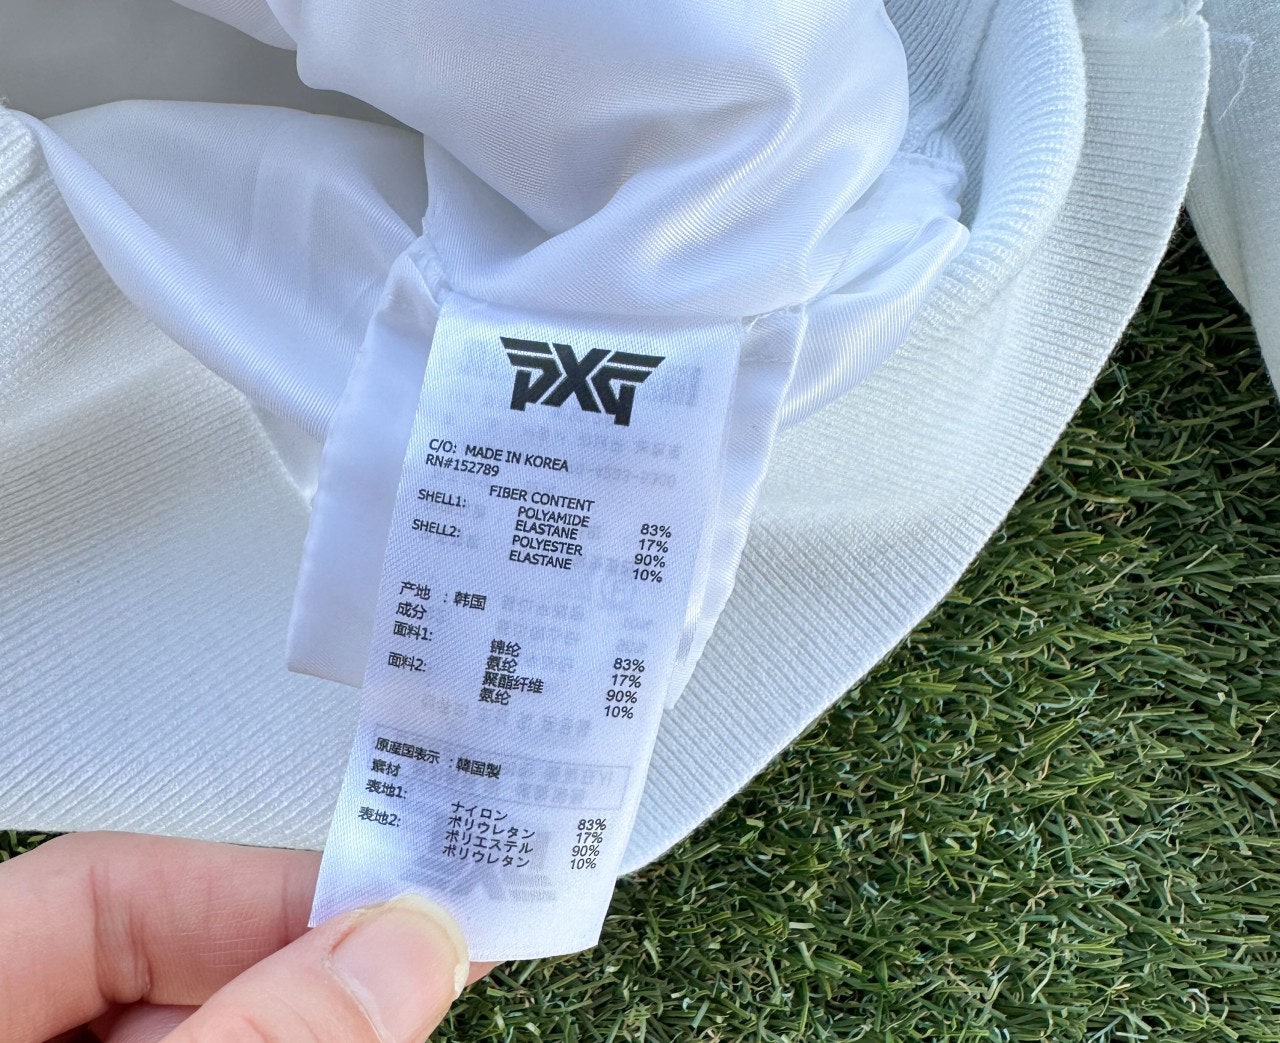 PXG
C/O: MADE IN KOREA
RN#152789
FIBER CONTENT
SHELL1: POLYAMIDE 83%
ELASTANE 17%
SHELL2: POLYESTER 90%
ELASTANE 10%
产地 : 韩国
成分
面料1: 锦纶 83%
氨纶 17%
面料2: 聚酯纤维 90%
氨纶 10%
原産国表示 : 韓国製
素材
表地1: ナイロン 83%
ポリウレタン 17%
表地2: ポリエステル 90%
ポリウレタン 10%